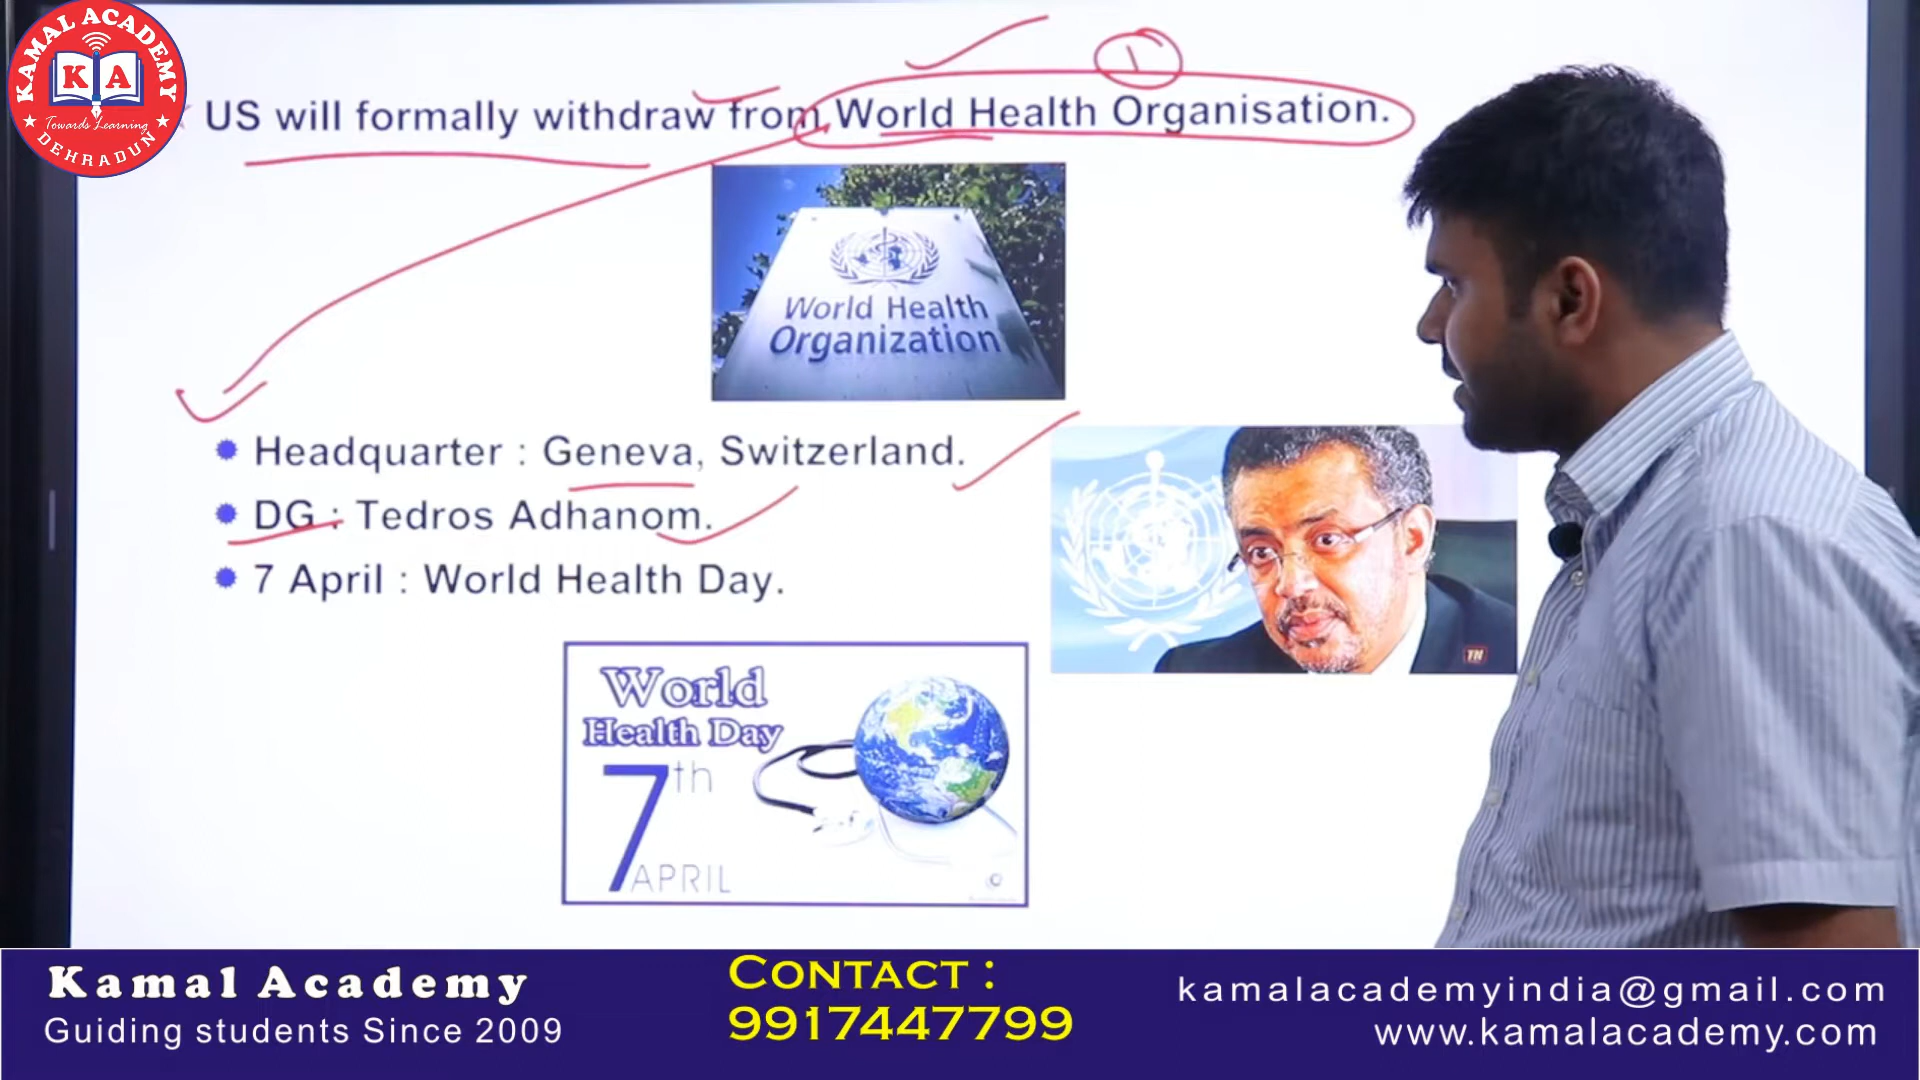 KAMAL ACADEMY
K A
Towards Learning
DEHRADUN
US will formally withdraw from World Health Organisation.
1
World Health
Organization
Headquarter : Geneva, Switzerland.
DG : Tedros Adhanom.
7 April : World Health Day.
TN
World
Health Day
7th
APRIL
Kamal Academy
Guiding students Since 2009
CONTACT :
9917447799
kamalacademyindia@gmail.com
www.kamalacademy.com